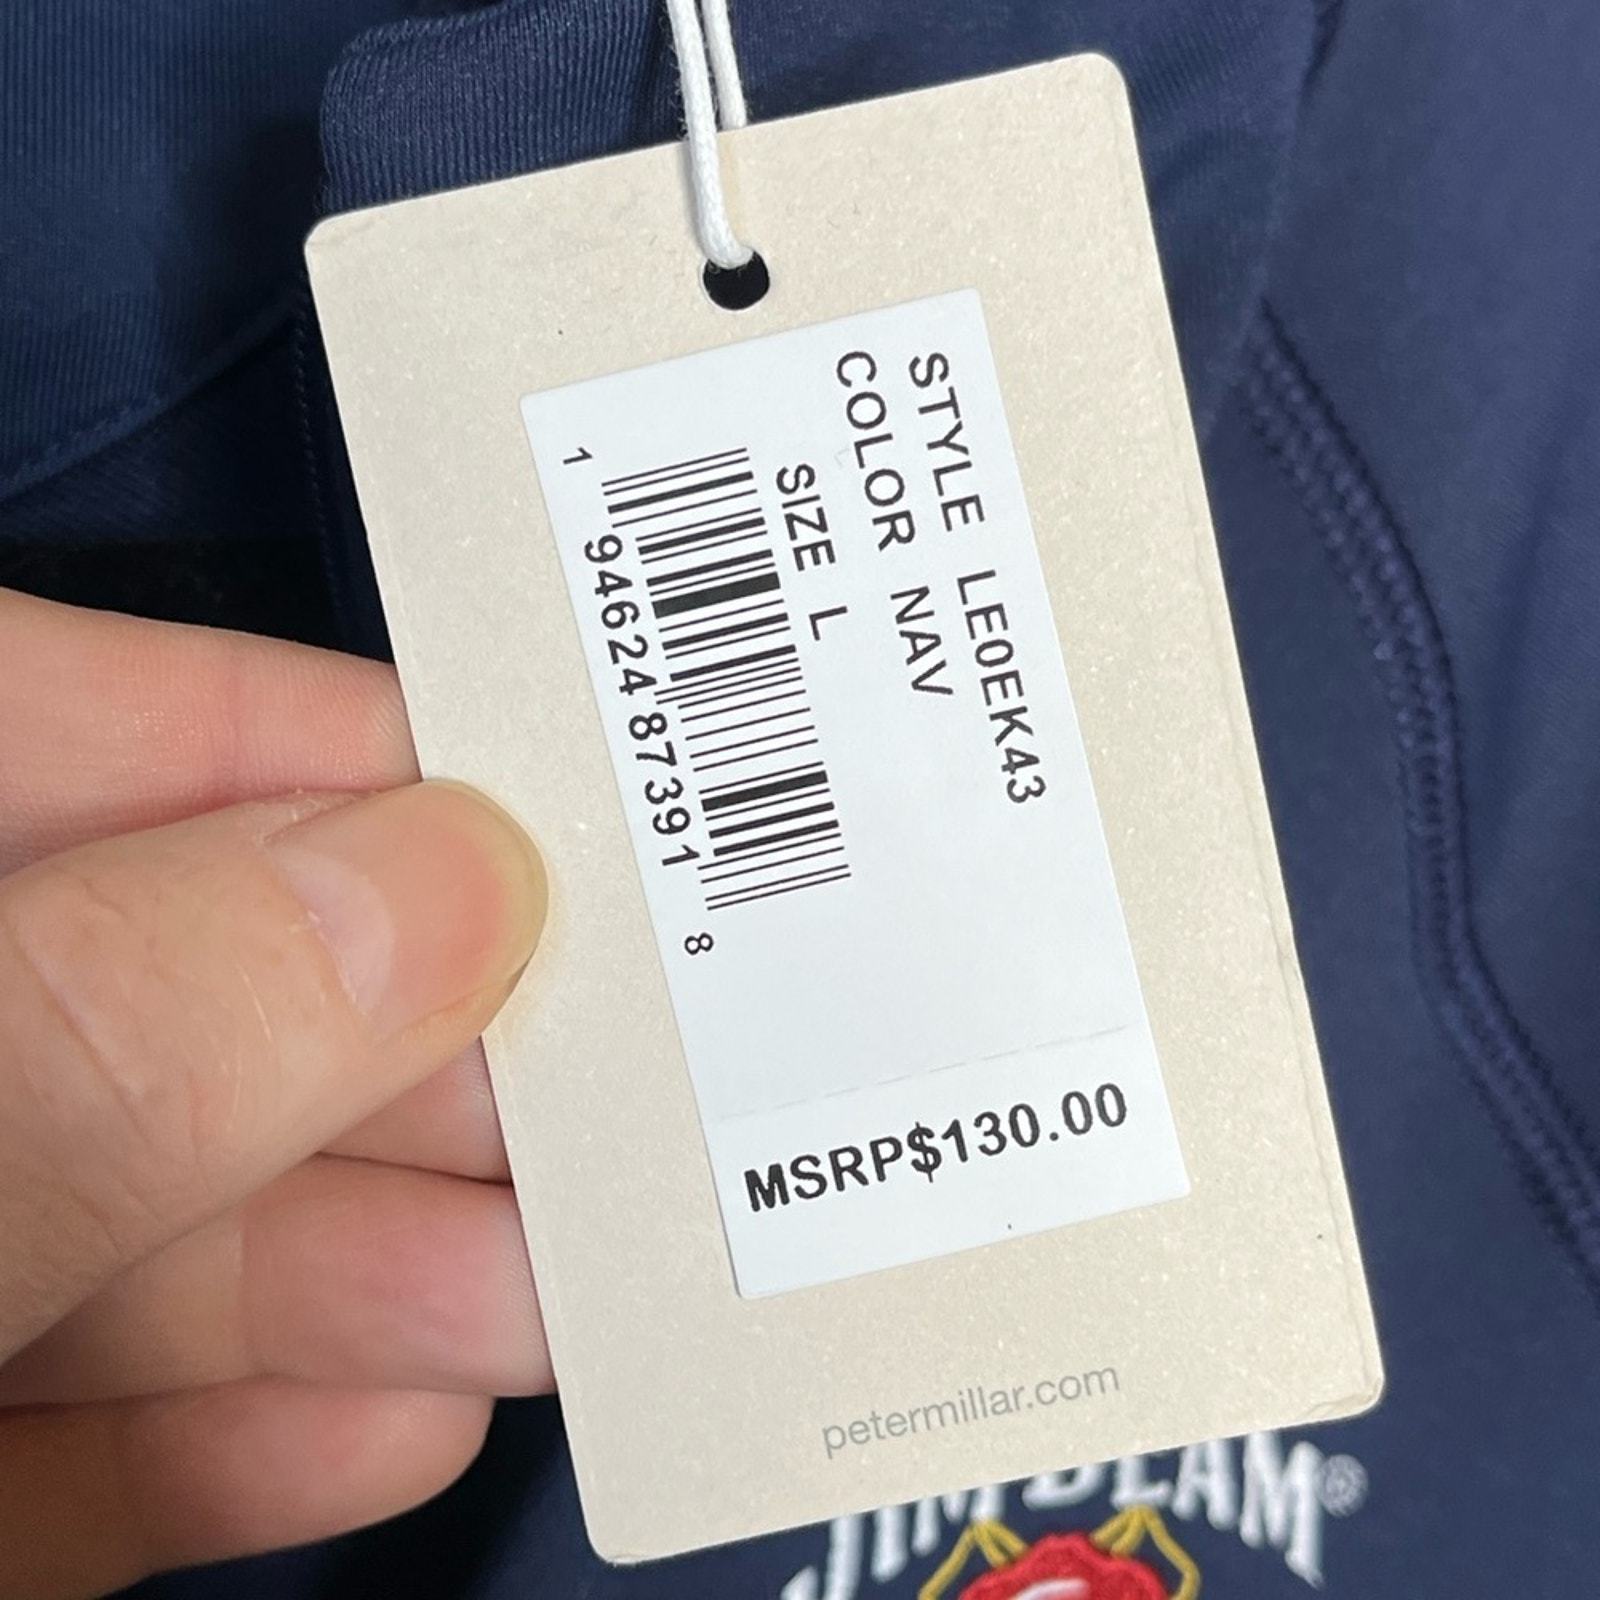 STYLE LE0EK43
COLOR NAV
SIZE L
1 94624 87391 8
MSRP$130.00
petermillar.com
JIM BEAM®